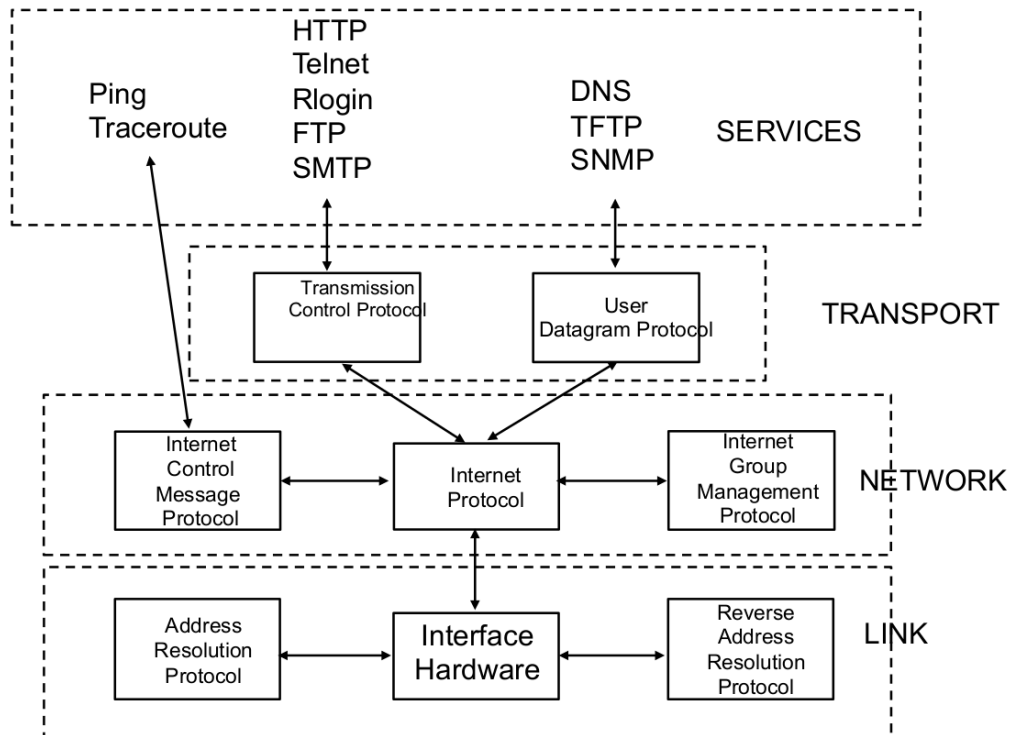 HTTP
Telnet
Rlogin
FTP
SMTP
Ping
Traceroute
DNS
TFTP
SNMP
SERVICES
Transmission
Control Protocol
User
Datagram Protocol
TRANSPORT
Internet
Control
Message
Protocol
Internet
Protocol
Internet
Group
Management
Protocol
NETWORK
Address
Resolution
Protocol
Interface
Hardware
Reverse
Address
Resolution
Protocol
LINK